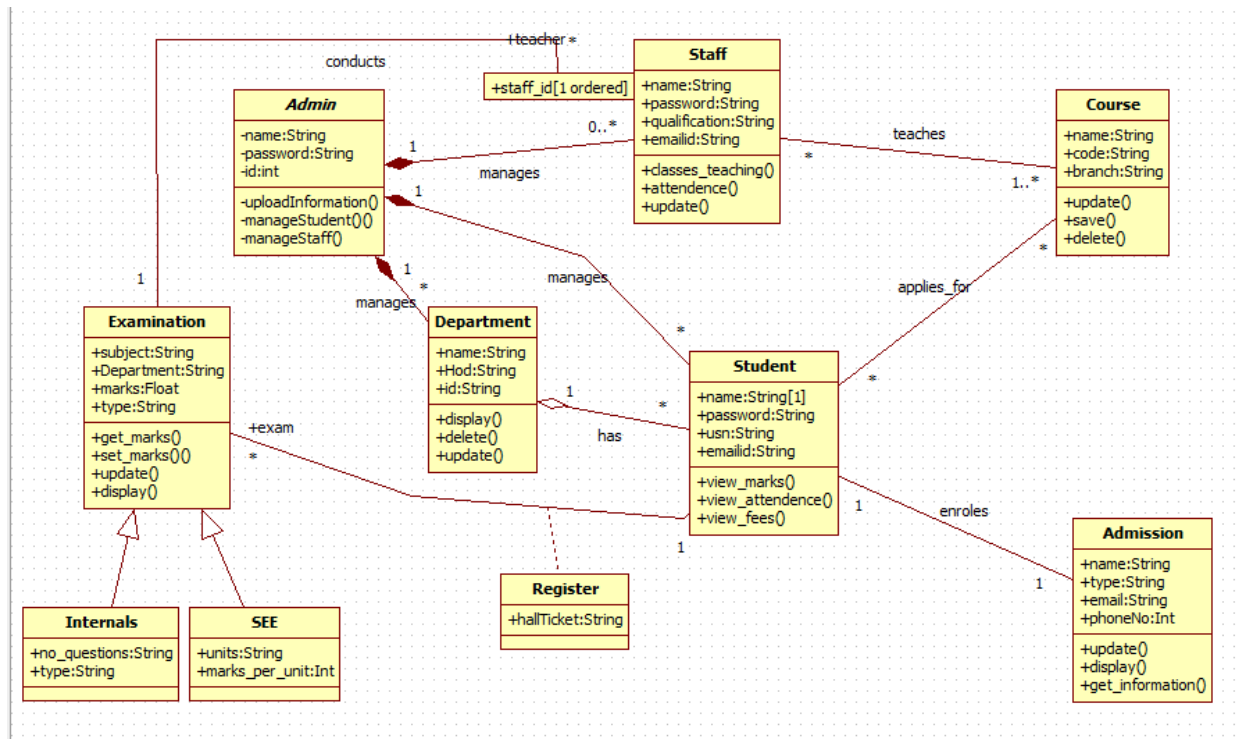 +teacher *
conducts
+staff_id[1 ordered]
Staff
+name:String
+password:String
+qualification:String
+emailid:String
+classes_teaching()
+attendence()
+update()
Admin
-name:String
-password:String
-id:int
-uploadInformation()
-manageStudent()()
-manageStaff()
1
0..*
manages
teaches
*
1..*
Course
+name:String
+code:String
+branch:String
+update()
+save()
+delete()
1
manages
*
1
manages
*
applies_for
*
*
1
Examination
+subject:String
+Department:String
+marks:Float
+type:String
+get_marks()
+set_marks()()
+update()
+display()
Department
+name:String
+Hod:String
+id:String
+display()
+delete()
+update()
1
*
has
Student
+name:String[1]
+password:String
+usn:String
+emailid:String
+view_marks()
+view_attendence()
+view_fees()
+exam
*
1
1
enroles
1
Admission
+name:String
+type:String
+email:String
+phoneNo:Int
+update()
+display()
+get_information()
Register
+hallTicket:String
Internals
+no_questions:String
+type:String
SEE
+units:String
+marks_per_unit:Int